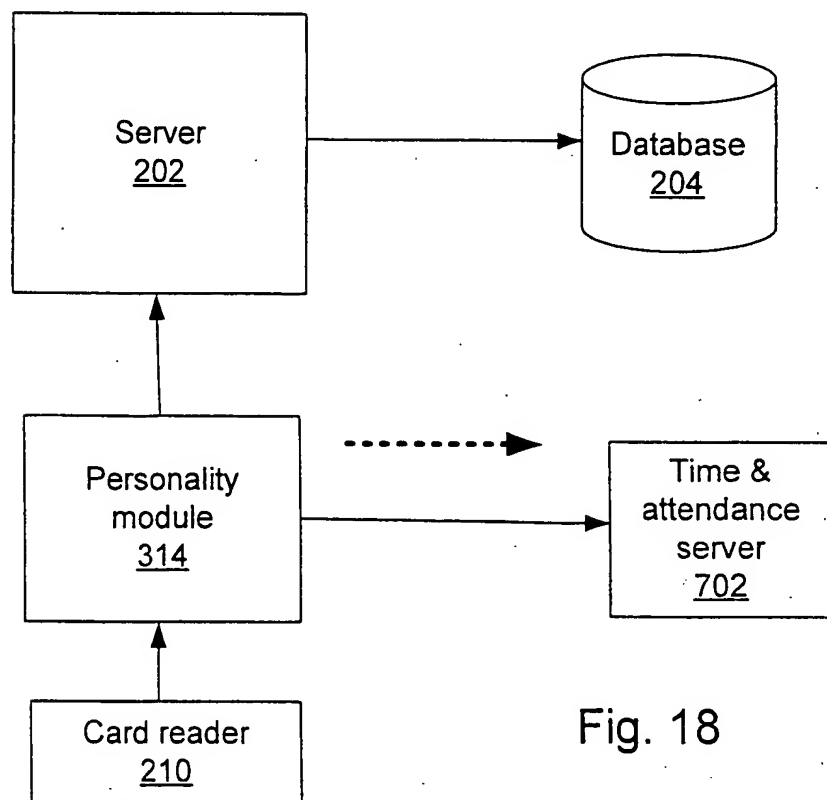 Server
202
Database
204
Personality
module
314
Time &
attendance
server
702
Card reader
210
Fig. 18